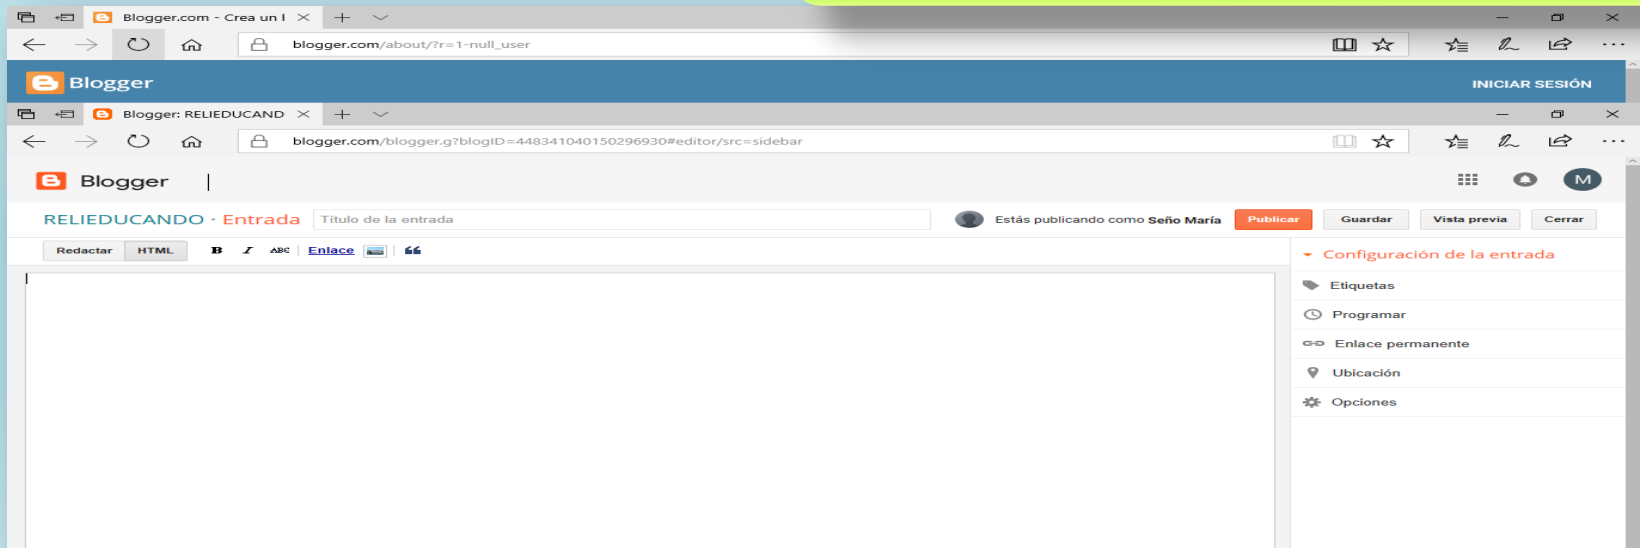 Blogger.com - Crea un l
blogger.com/about/?r=1-null_user
Blogger
INICIAR SESIÓN
Blogger: RELIEDUCAND
blogger.com/blogger.g?blogID=448341040150296930#editor/src=sidebar
Blogger
M
RELIEDUCANDO · Entrada Título de la entrada Estás publicando como Seño María Publicar Guardar Vista previa Cerrar
Redactar HTML B I ABC Enlace
Configuración de la entrada
Etiquetas
Programar
Enlace permanente
Ubicación
Opciones